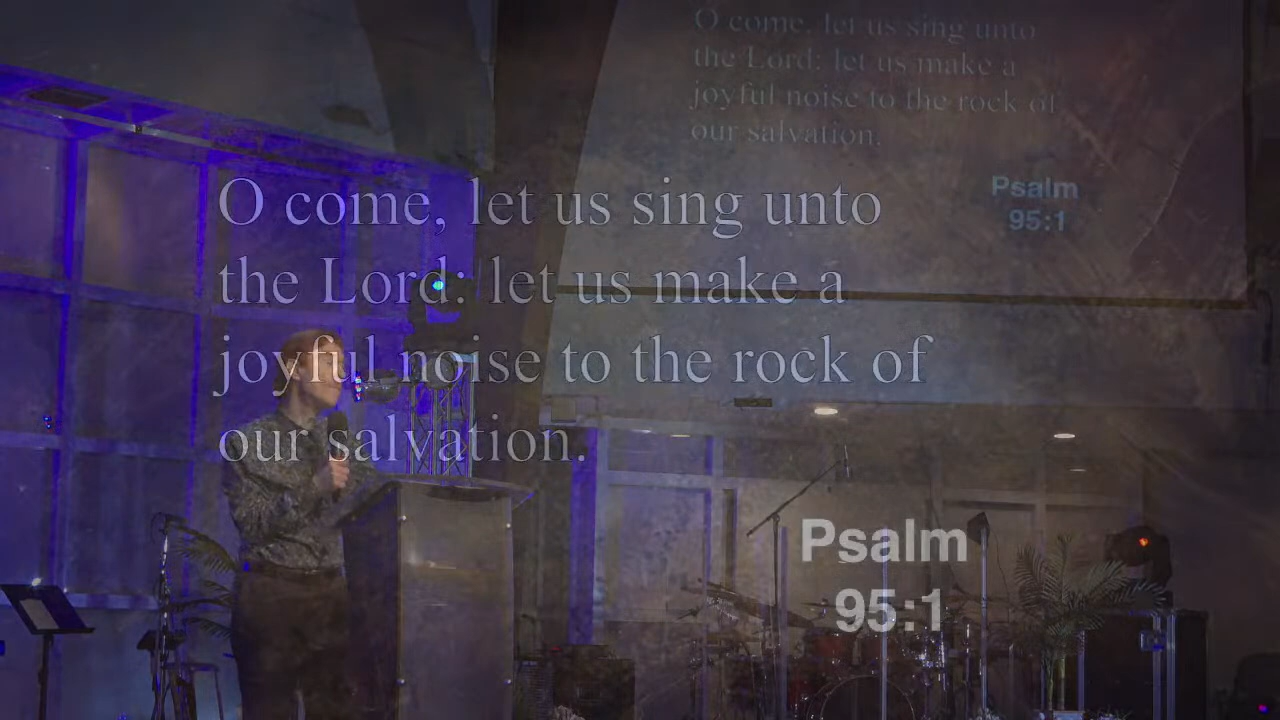 O come, let us sing unto
the Lord: let us make a
joyful noise to the rock of
our salvation.
Psalm
95:1
O come, let us sing unto
the Lord: let us make a
joyful noise to the rock of
our salvation.
Psalm
95:1